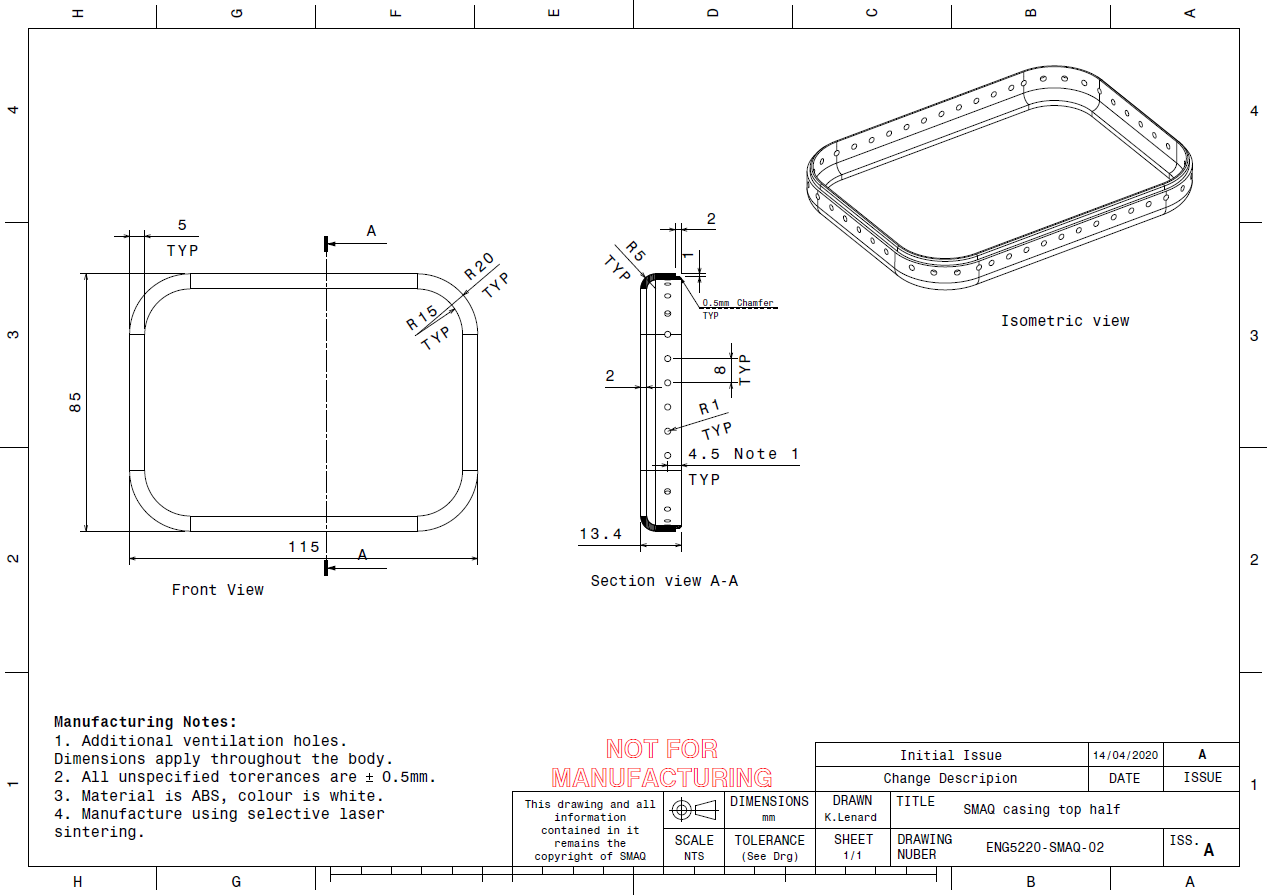 H G F E D C B A
4
4
3
3
2
2
1
1
5
TYP
A
R20
TYP
R15
TYP
85
115
A
Front View
2
R5
TYP
1
0.5mm Chamfer
TYP
2
8
TYP
R1
TYP
4.5 Note 1
TYP
13.4
Section view A-A
Isometric view
Manufacturing Notes:
1. Additional ventilation holes.
Dimensions apply throughout the body.
2. All unspecified torerances are ± 0.5mm.
3. Material is ABS, colour is white.
4. Manufacture using selective laser
sintering.
NOT FOR
MANUFACTURING
Initial Issue 14/04/2020 A
Change Descripion DATE ISSUE
This drawing and all
information
contained in it
remains the
copyright of SMAQ
DIMENSIONS
mm
DRAWN
K.Lenard
TITLE
SMAQ casing top half
SCALE
NTS
TOLERANCE
(See Drg)
SHEET
1/1
DRAWING
NUBER
ENG5220-SMAQ-02
ISS.
A
H G B A